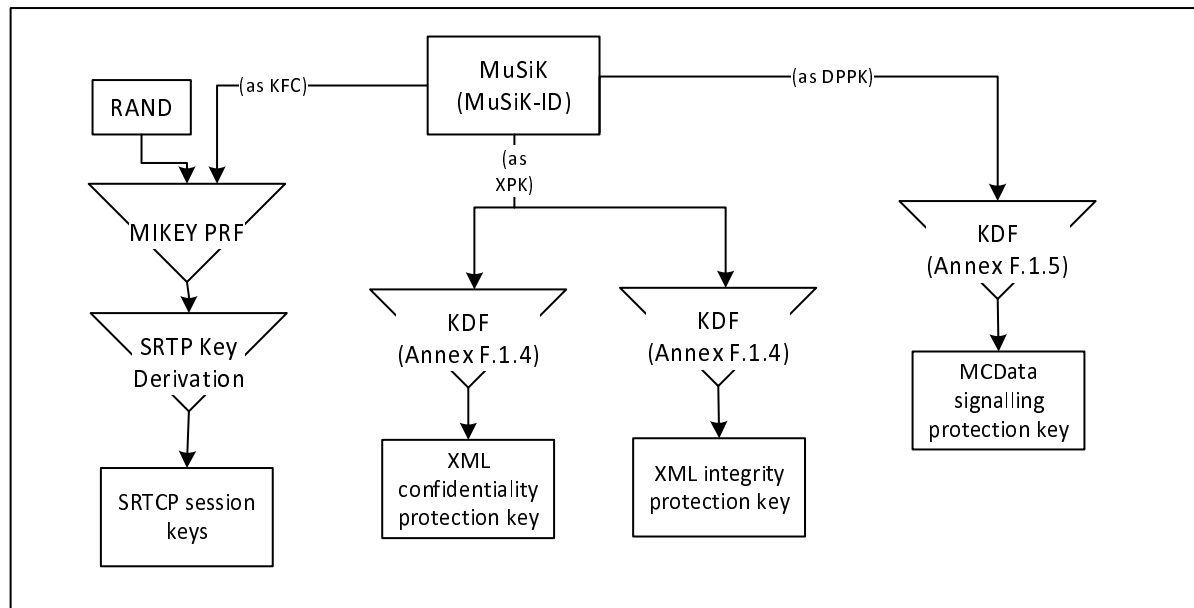 MuSiK
(MuSiK-ID)
(as KFC)
(as DPPK)
RAND
(as
XPK)
MIKEY PRF
KDF
(Annex F.1.5)
KDF
(Annex F.1.4)
KDF
(Annex F.1.4)
SRTP Key
Derivation
MCData
signalling
protection key
XML
confidentiality
protection key
XML integrity
protection key
SRTCP session
keys